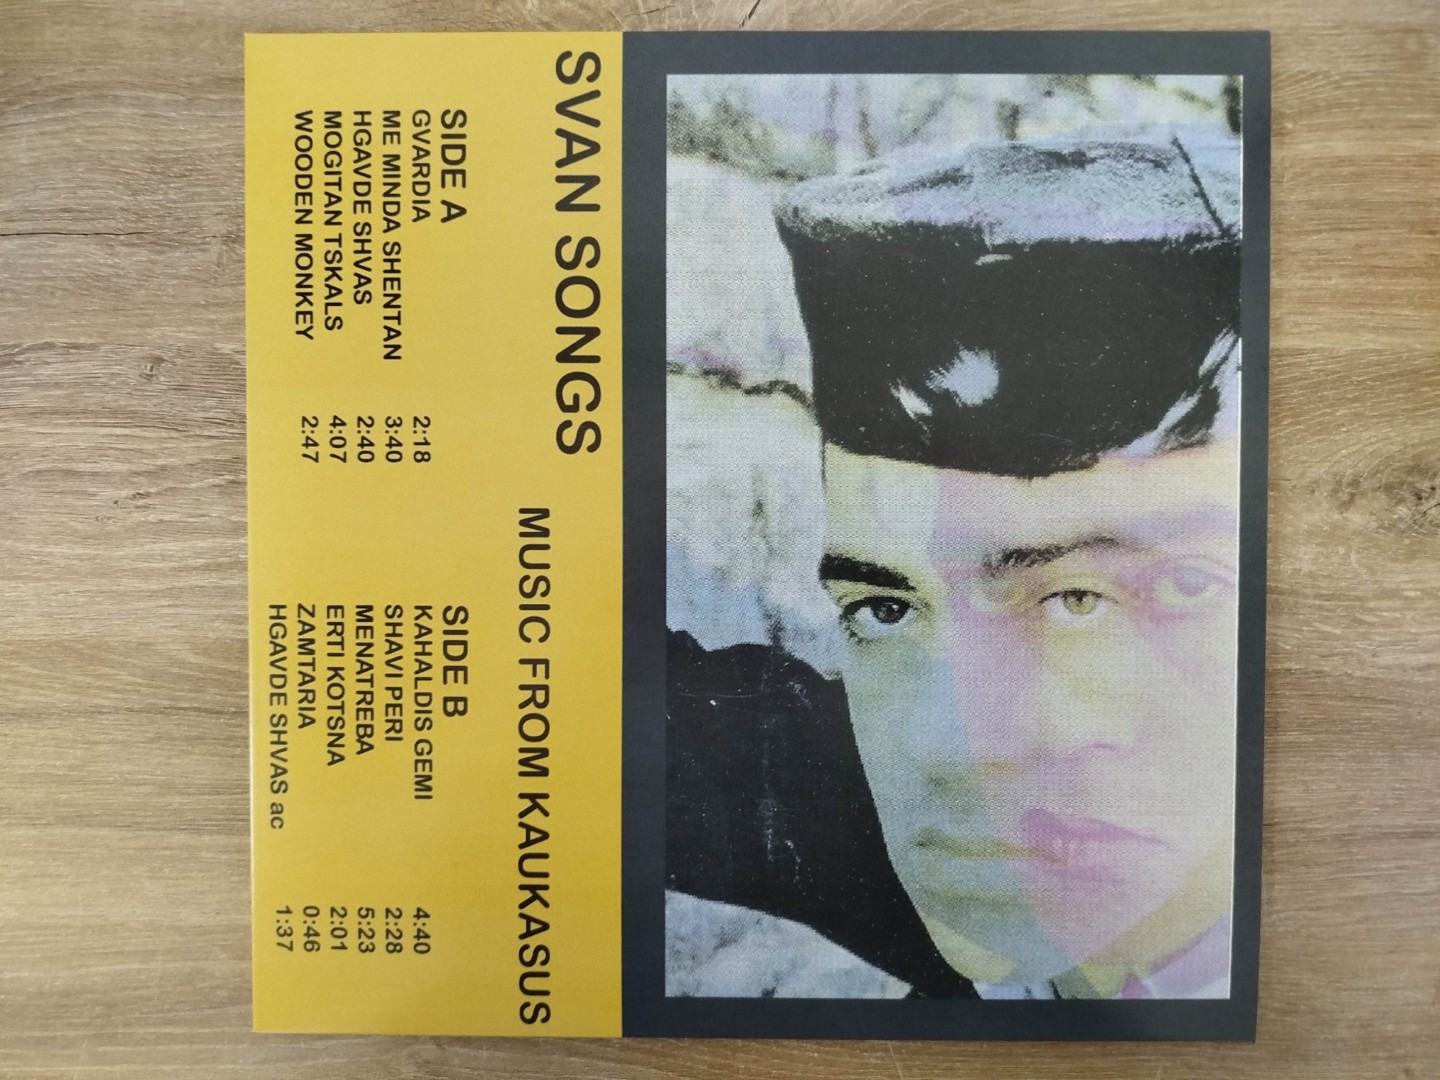 SVAN SONGS
MUSIC FROM KAUKASUS
SIDE A
GVARDIA 2:18
ME MINDA SHENTAN 3:40
HGAVDE SHVAS 2:40
MOGITAN TSKALS 4:07
WOODEN MONKEY 2:47
SIDE B
KAHALDIS GEMI 4:40
SHAVI PERI 2:28
MENATREBA 5:23
ERTI KOTSNA 2:01
ZAMTARIA 0:46
HGAVDE SHVAS ac 1:37